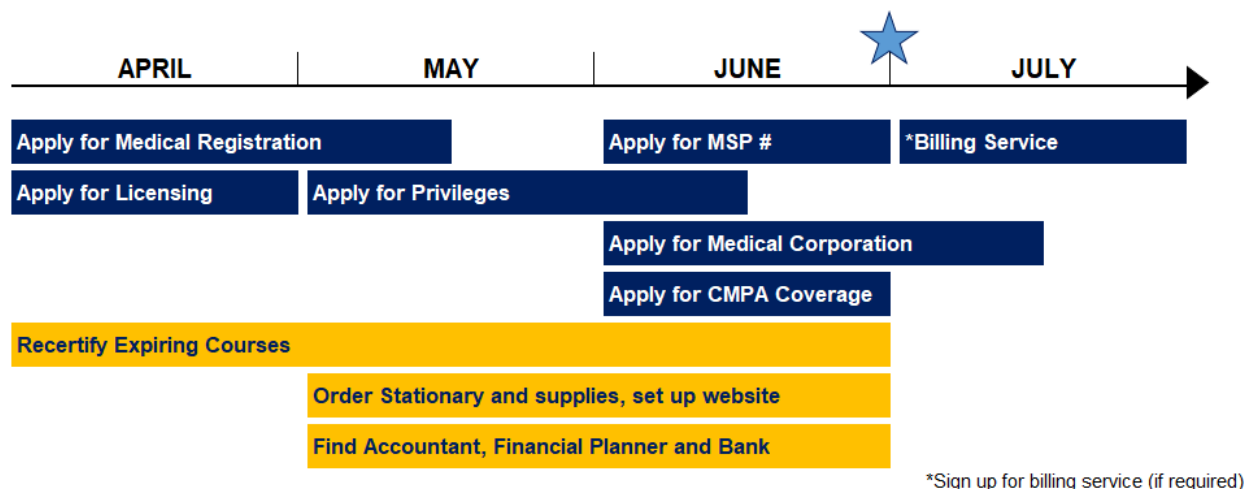 APRIL MAY JUNE JULY
Apply for Medical Registration Apply for MSP # *Billing Service
Apply for Licensing Apply for Privileges
Apply for Medical Corporation
Apply for CMPA Coverage
Recertify Expiring Courses
Order Stationary and supplies, set up website
Find Accountant, Financial Planner and Bank
*Sign up for billing service (if required)